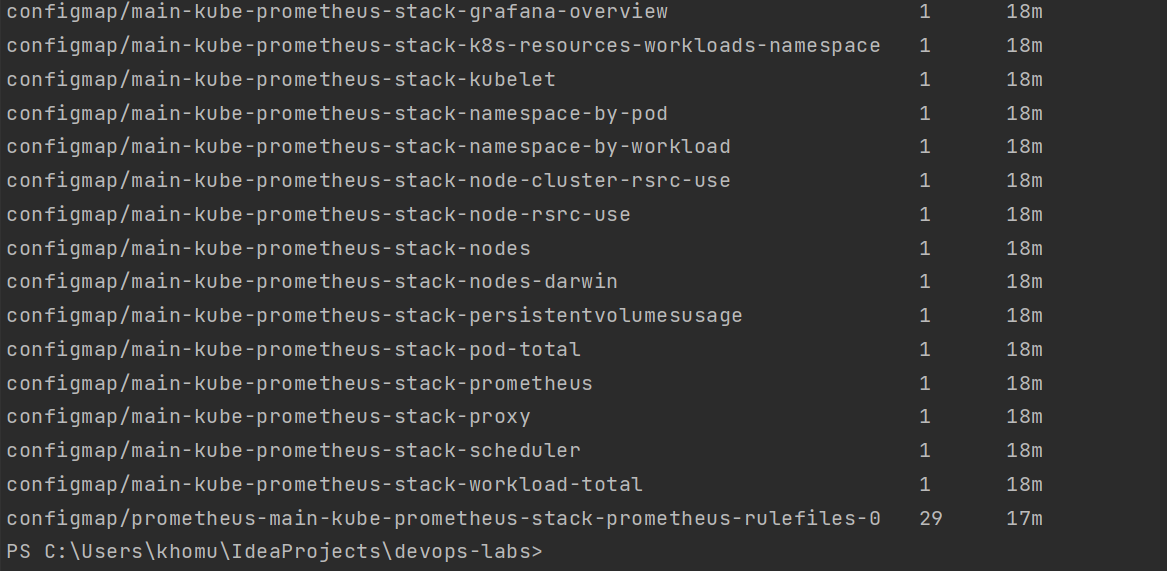 configmap/main-kube-prometheus-stack-grafana-overview 1 18m
configmap/main-kube-prometheus-stack-k8s-resources-workloads-namespace 1 18m
configmap/main-kube-prometheus-stack-kubelet 1 18m
configmap/main-kube-prometheus-stack-namespace-by-pod 1 18m
configmap/main-kube-prometheus-stack-namespace-by-workload 1 18m
configmap/main-kube-prometheus-stack-node-cluster-rsrc-use 1 18m
configmap/main-kube-prometheus-stack-node-rsrc-use 1 18m
configmap/main-kube-prometheus-stack-nodes 1 18m
configmap/main-kube-prometheus-stack-nodes-darwin 1 18m
configmap/main-kube-prometheus-stack-persistentvolumesusage 1 18m
configmap/main-kube-prometheus-stack-pod-total 1 18m
configmap/main-kube-prometheus-stack-prometheus 1 18m
configmap/main-kube-prometheus-stack-proxy 1 18m
configmap/main-kube-prometheus-stack-scheduler 1 18m
configmap/main-kube-prometheus-stack-workload-total 1 18m
configmap/prometheus-main-kube-prometheus-stack-prometheus-rulefiles-0 29 17m
PS C:\Users\khomu\IdeaProjects\devops-labs>